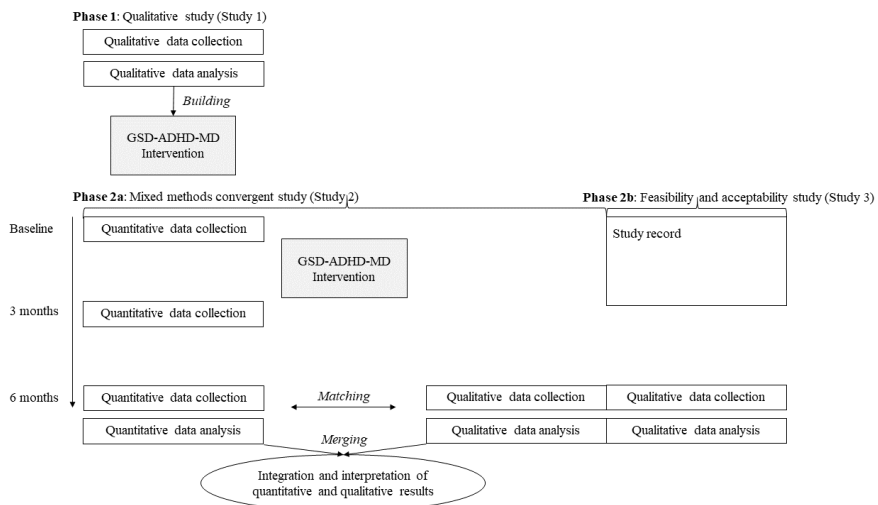 Phase 1: Qualitative study (Study 1)
Qualitative data collection
Qualitative data analysis
Building
GSD-ADHD-MD
Intervention
Phase 2a: Mixed methods convergent study (Study 2)
Phase 2b: Feasibility and acceptability study (Study 3)
Baseline
Quantitative data collection
Study record
GSD-ADHD-MD
Intervention
3 months
Quantitative data collection
6 months
Quantitative data collection
Matching
Qualitative data collection
Qualitative data collection
Quantitative data analysis
Merging
Qualitative data analysis
Qualitative data analysis
Integration and interpretation of
quantitative and qualitative results